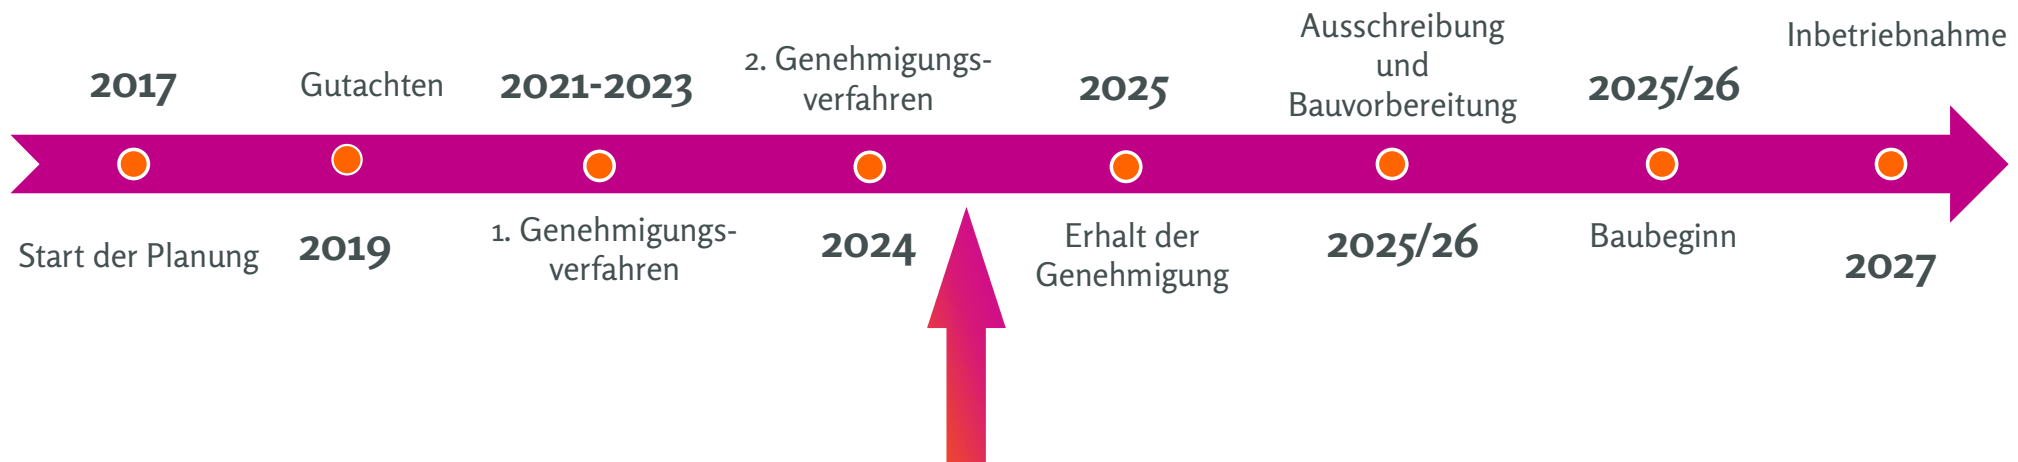 2017
Start der Planung
Gutachten
2019
2021-2023
1. Genehmigungs-
verfahren
2. Genehmigungs-
verfahren
2024
2025
Erhalt der
Genehmigung
Ausschreibung
und
Bauvorbereitung
2025/26
2025/26
Baubeginn
Inbetriebnahme
2027